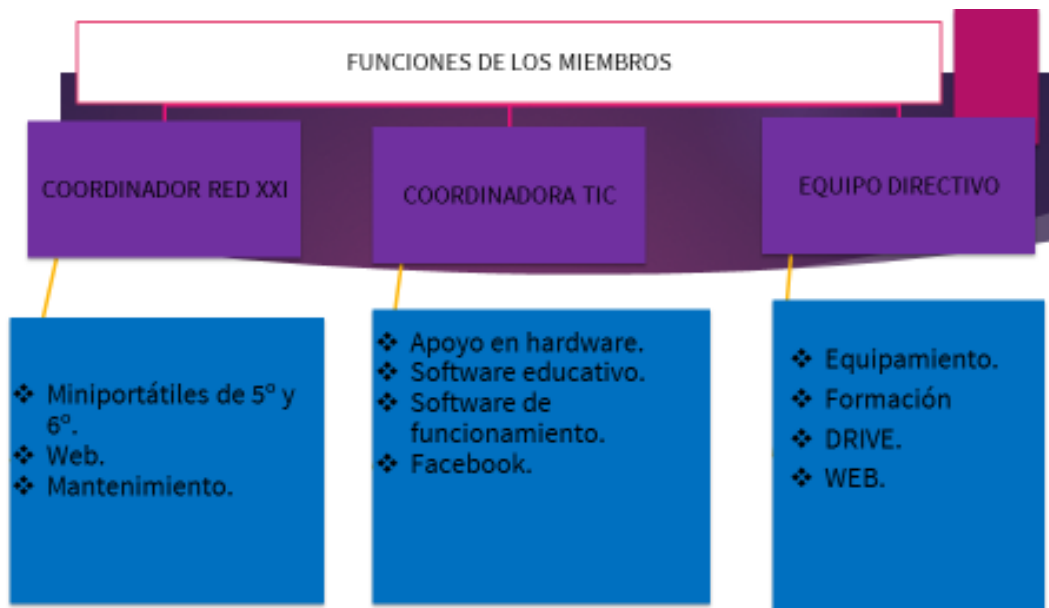 FUNCIONES DE LOS MIEMBROS
COORDINADOR RED XXI
COORDINADORA TIC
EQUIPO DIRECTIVO
❖ Miniportátiles de 5º y
6º.
❖ Web.
❖ Mantenimiento.
❖ Apoyo en hardware.
❖ Software educativo.
❖ Software de
funcionamiento.
❖ Facebook.
❖ Equipamiento.
❖ Formación
❖ DRIVE.
❖ WEB.